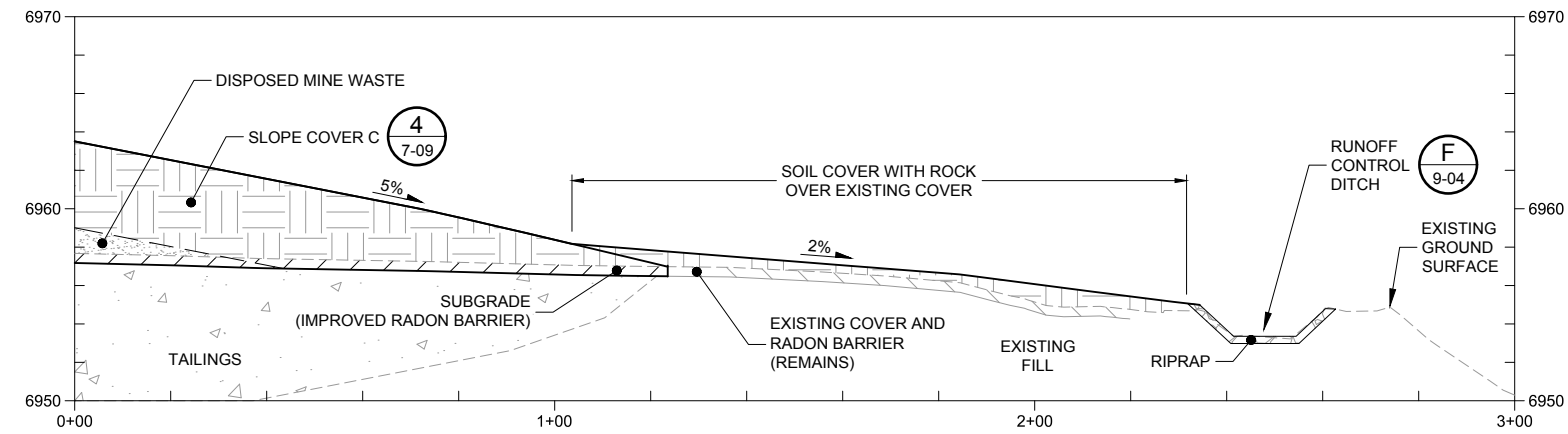 6970
6970
DISPOSED MINE WASTE
SLOPE COVER C
4
7-09
5%
SOIL COVER WITH ROCK
OVER EXISTING COVER
2%
RUNOFF
CONTROL
DITCH
F
9-04
6960
6960
EXISTING
GROUND
SURFACE
SUBGRADE
(IMPROVED RADON BARRIER)
TAILINGS
EXISTING COVER AND
RADON BARRIER
(REMAINS)
EXISTING
FILL
RIPRAP
6950
6950
0+00
1+00
2+00
3+00